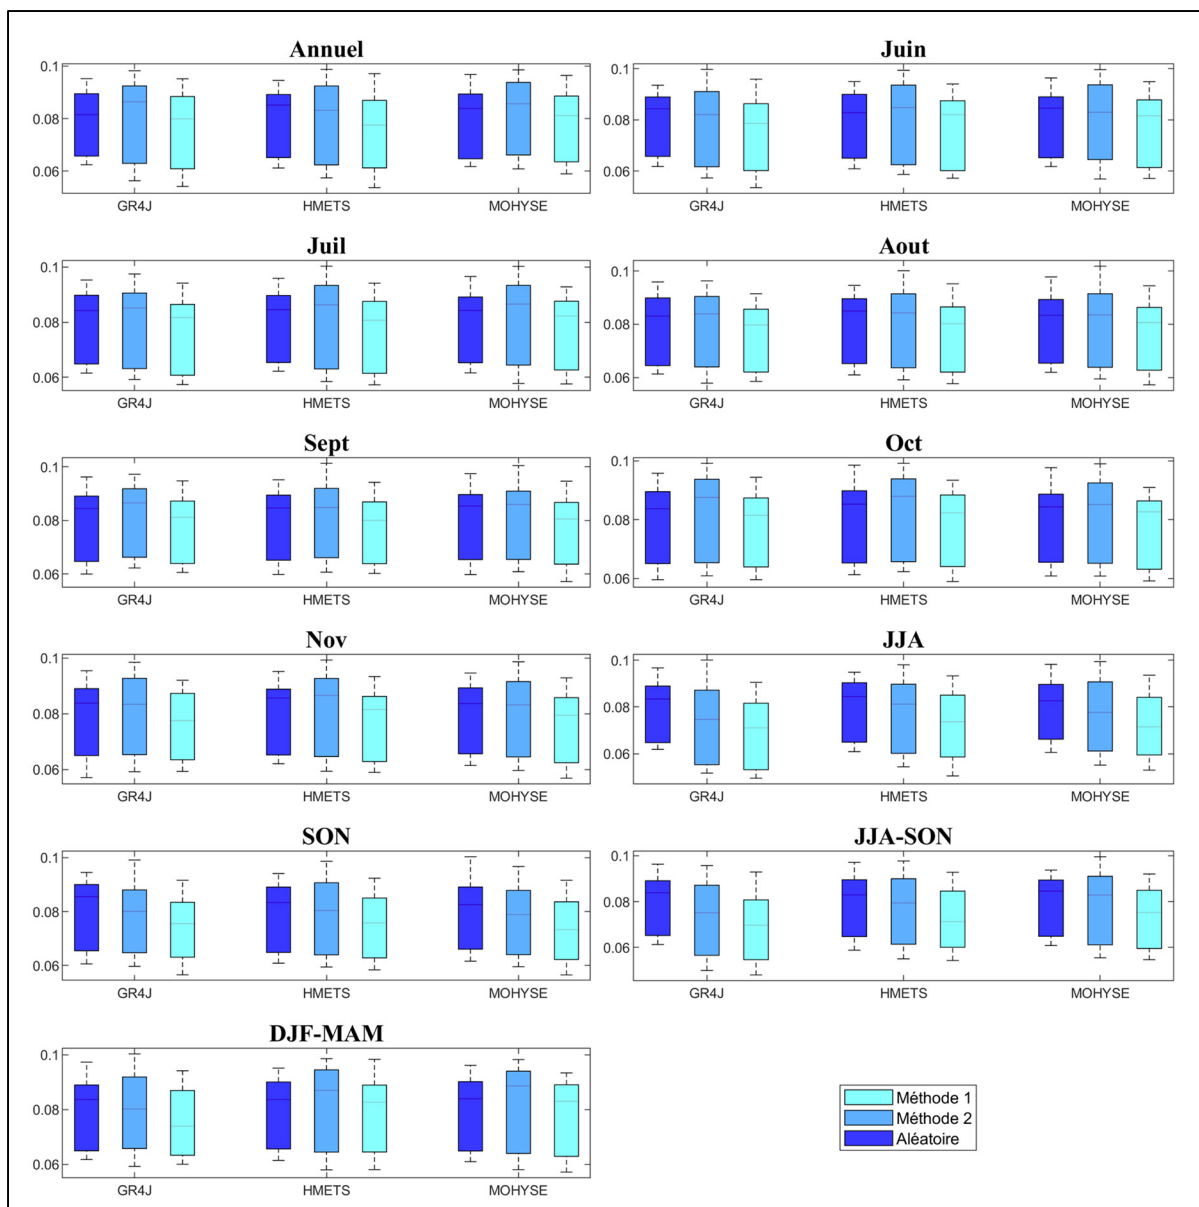 Annuel
0.1
0.08
0.06
GR4J HMETS MOHYSE
Juin
0.1
0.08
0.06
GR4J HMETS MOHYSE
Juil
0.1
0.08
0.06
GR4J HMETS MOHYSE
Aout
0.1
0.08
0.06
GR4J HMETS MOHYSE
Sept
0.1
0.08
0.06
GR4J HMETS MOHYSE
Oct
0.1
0.08
0.06
GR4J HMETS MOHYSE
Nov
0.1
0.08
0.06
GR4J HMETS MOHYSE
JJA
0.1
0.08
0.06
GR4J HMETS MOHYSE
SON
0.1
0.08
0.06
GR4J HMETS MOHYSE
JJA-SON
0.1
0.08
0.06
GR4J HMETS MOHYSE
DJF-MAM
0.1
0.08
0.06
GR4J HMETS MOHYSE
Méthode 1
Méthode 2
Aléatoire